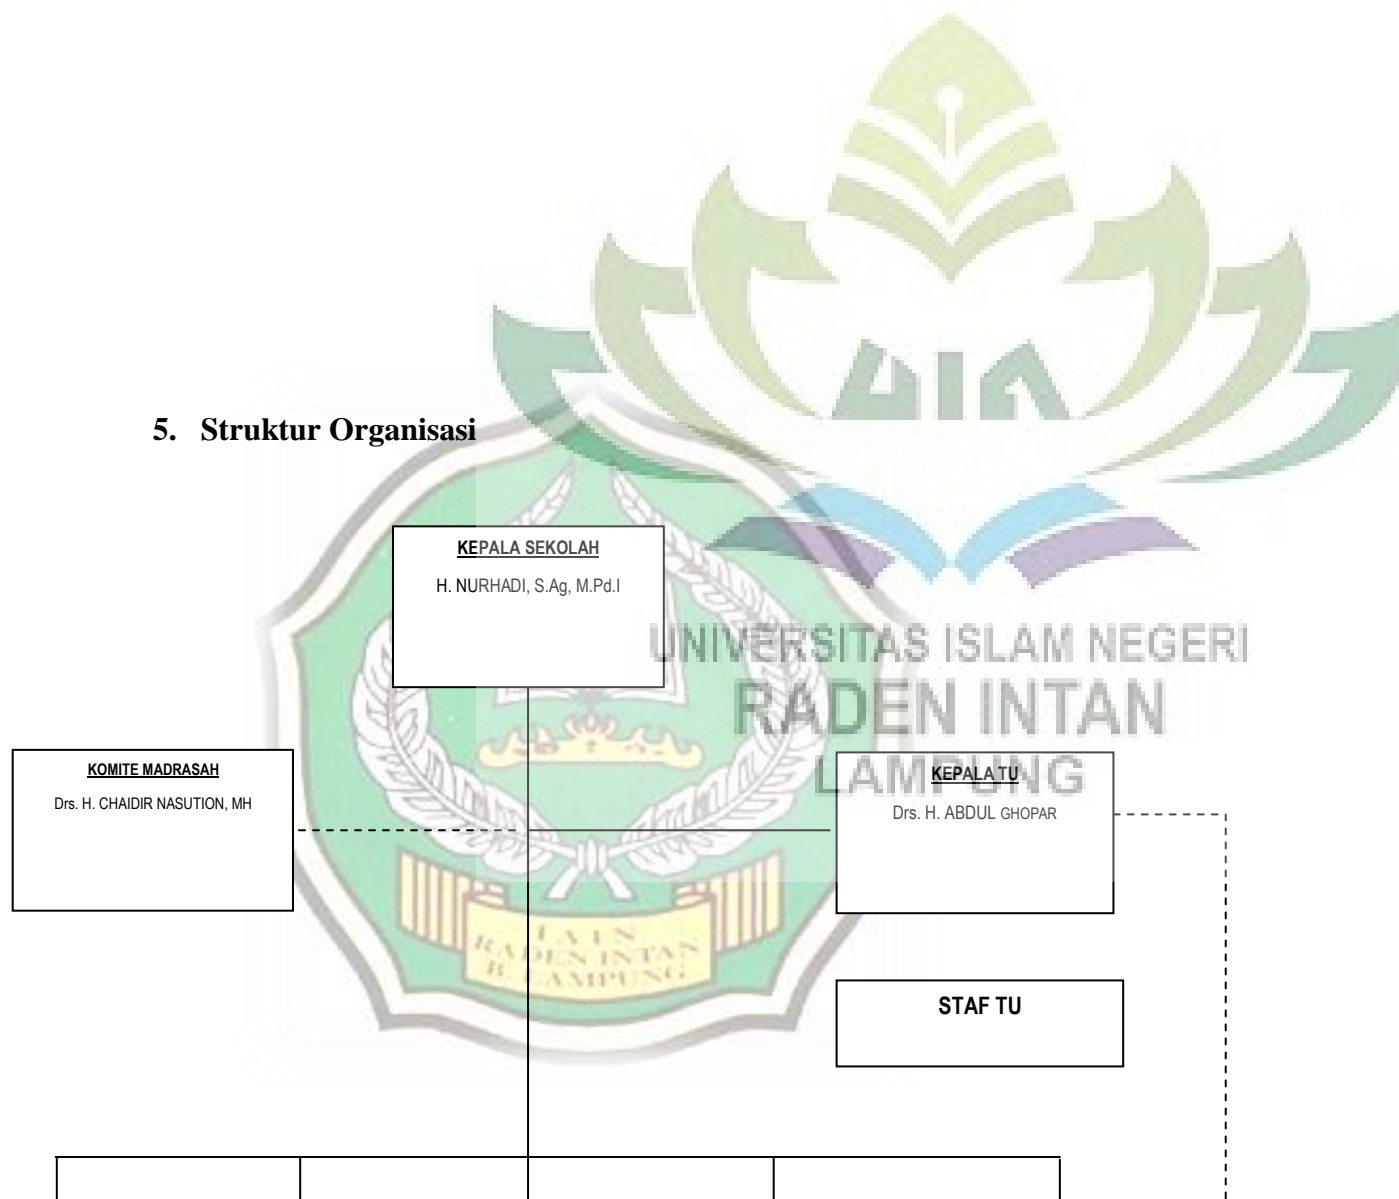 5. Struktur Organisasi
KEPALA SEKOLAH
H. NURHADI, S.Ag, M.Pd.I
UNIVERSITAS ISLAM NEGERI
RADEN INTAN
LAMPUNG
KOMITE MADRASAH
Drs. H. CHAIDIR NASUTION, MH
KEPALA TU
Drs. H. ABDUL GHOPAR
IAIN
RADEN INTAN
B. LAMPUNG
STAF TU